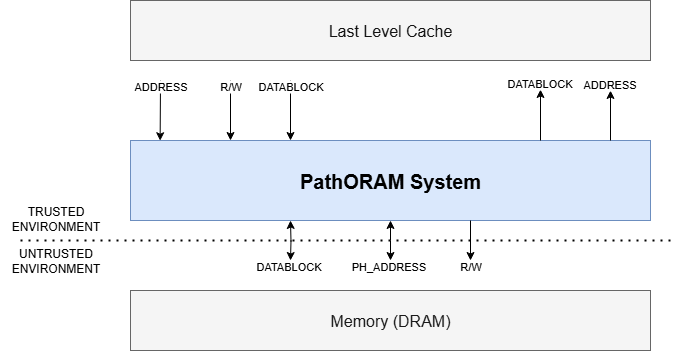 Last Level Cache
ADDRESS
R/W
DATABLOCK
DATABLOCK
ADDRESS
PathORAM System
TRUSTED
ENVIRONMENT
UNTRUSTED
ENVIRONMENT
DATABLOCK
PH_ADDRESS
R/W
Memory (DRAM)